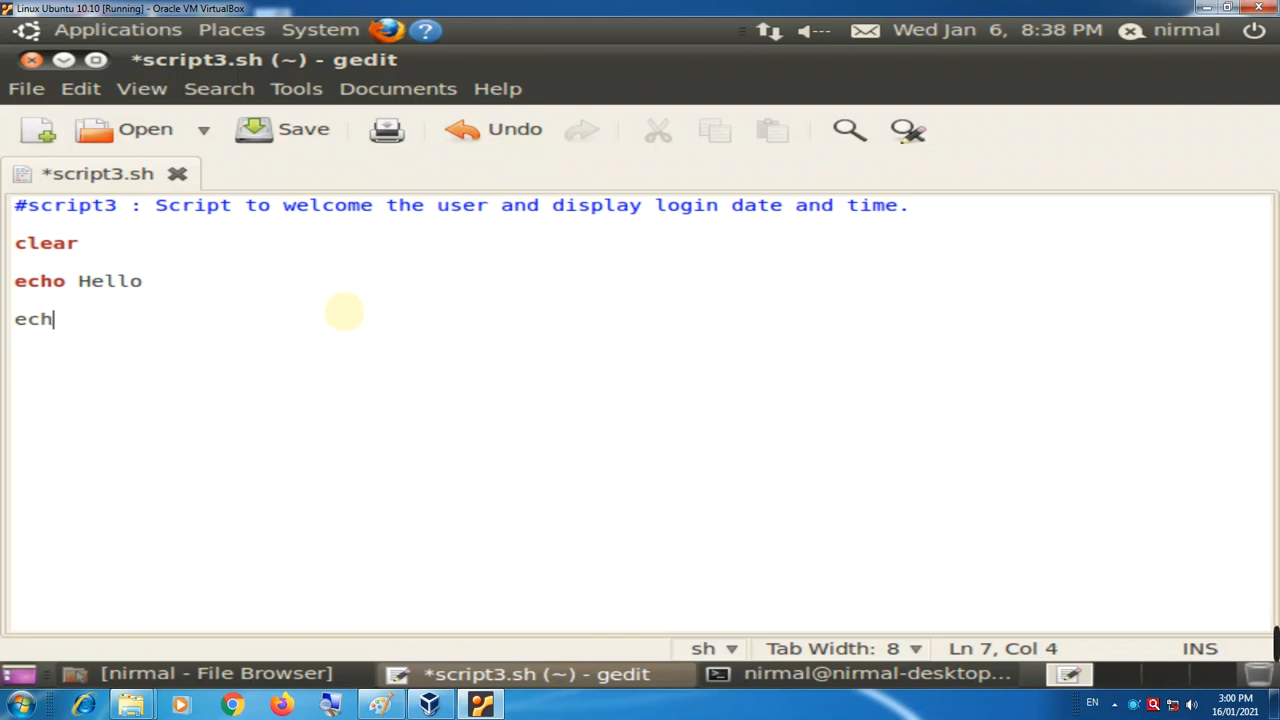 Linux Ubuntu 10.10 [Running] - Oracle VM VirtualBox
Applications Places System ? Wed Jan 6, 8:38 PM nirmal
*script3.sh (~) - gedit
File Edit View Search Tools Documents Help
Open Save Undo
*script3.sh
#script3 : Script to welcome the user and display login date and time.
clear
echo Hello
ech
sh Tab Width: 8 Ln 7, Col 4 INS
[nirmal - File Browser] *script3.sh (~) - gedit nirmal@nirmal-desktop...
EN 3:00 PM
16/01/2021